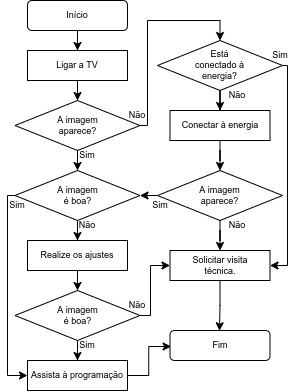 Início
Ligar a TV
A imagem
aparece?
Não
Sim
Está
conectado à
energia?
Sim
Não
Conectar à energia
A imagem
aparece?
Sim
Não
A imagem
é boa?
Sim
Não
Realize os ajustes
A imagem
é boa?
Não
Sim
Assista à programação
Solicitar visita
técnica.
Fim